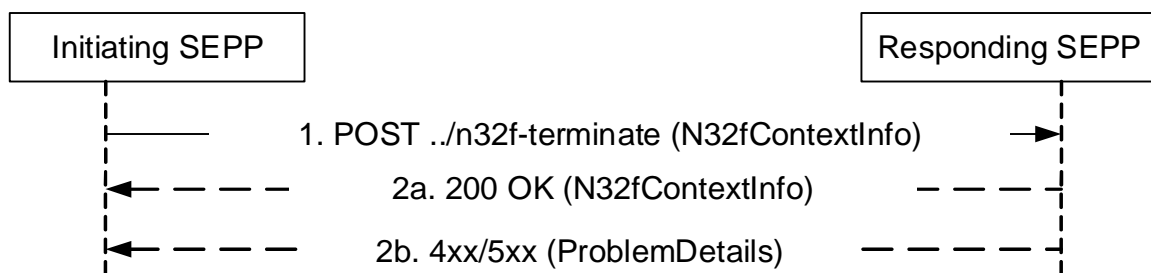 Initiating SEPP
Responding SEPP
1. POST ../n32f-terminate (N32fContextInfo)
2a. 200 OK (N32fContextInfo)
2b. 4xx/5xx (ProblemDetails)